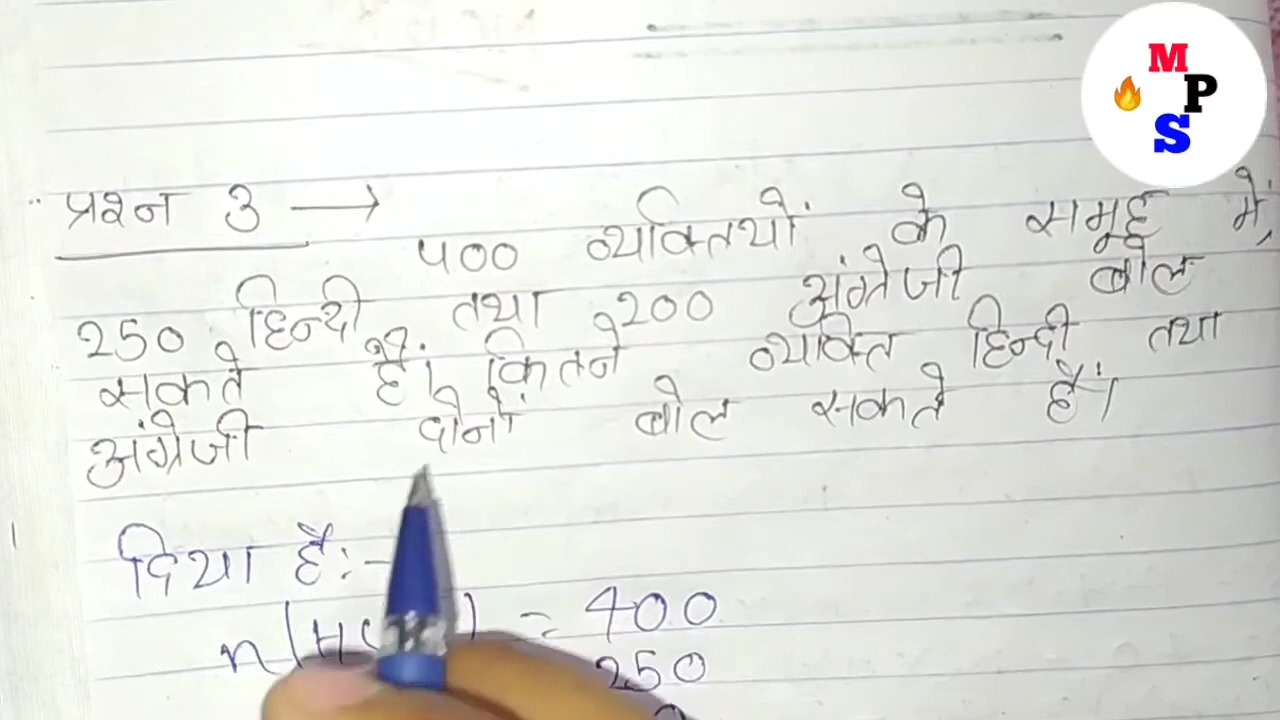 M
P
S
प्रश्न 3 →
400 व्यक्तियों के समूह में,
250 हिन्दी तथा 200 अंग्रेजी बोल
सकते हैं। कितने व्यक्ति हिन्दी तथा
अंग्रेजी दोनों बोल सकते हैं।
दिया है:-
n(H = 400
250